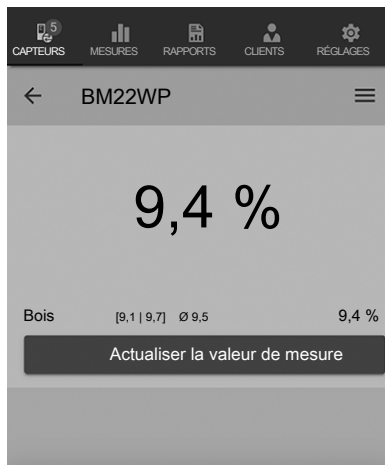 5
CAPTEURS MESURES RAPPORTS CLIENTS RÉGLAGES
BM22WP
9,4 %
Bois [9,1 | 9,7] Ø 9,5 9,4 %
Actualiser la valeur de mesure